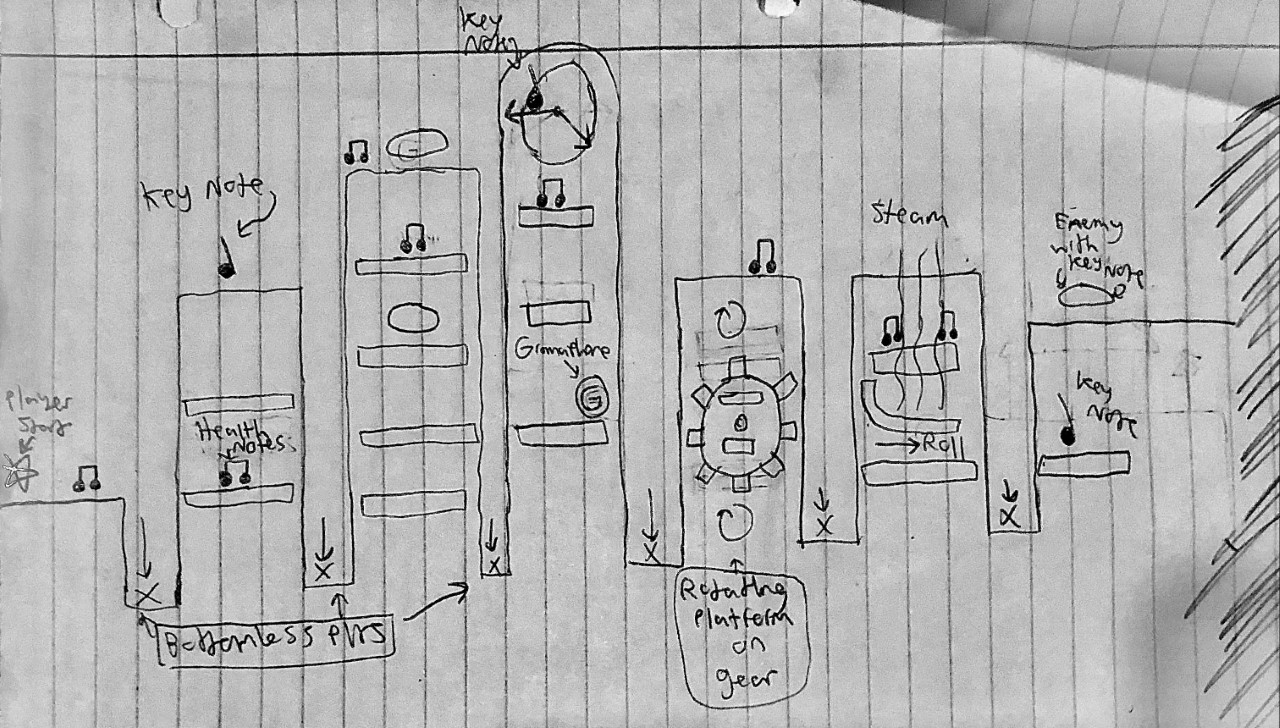 Key
Note
Key Note
Player
Start
Health
Notes:
Gramaphone
G
Roll
Steam
Enemy
with
Key Note
Key
Note
X
X
X
X
X
X
Bottomless pits
Rotating
platform
on
gear